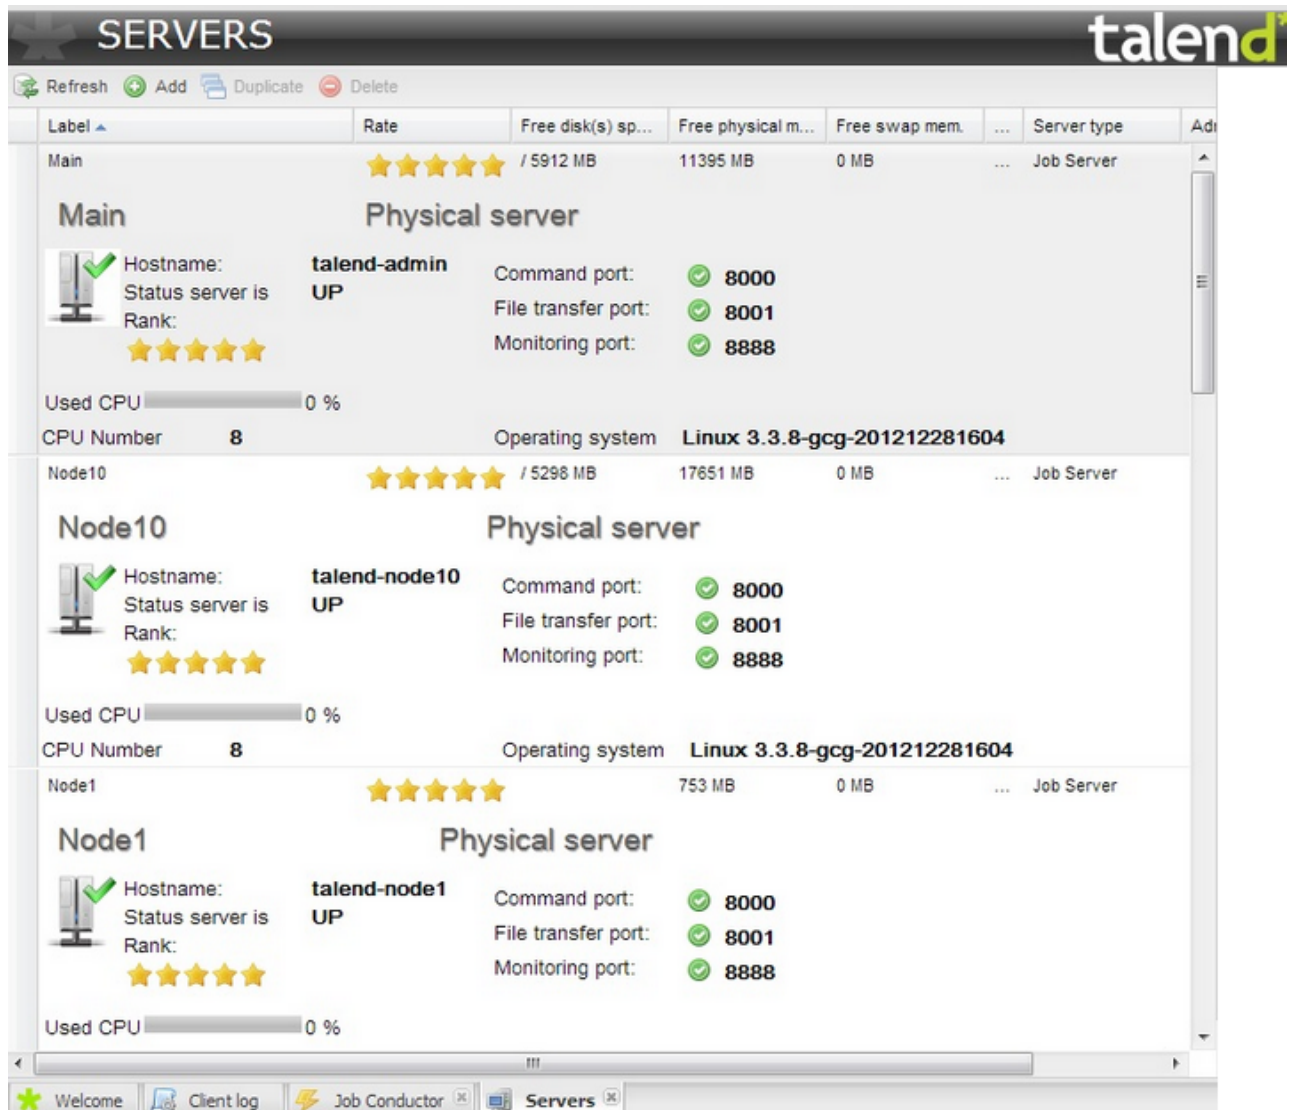 SERVERS talend
Refresh Add Duplicate Delete
Label Rate Free disk(s) sp... Free physical m... Free swap mem. ... Server type Adr
Main / 5912 MB 11395 MB 0 MB ... Job Server
Main Physical server
Hostname: talend-admin Command port: 8000
Status server is UP File transfer port: 8001
Rank: Monitoring port: 8888
Used CPU 0 %
CPU Number 8 Operating system Linux 3.3.8-gcg-201212281604
Node10 / 5298 MB 17651 MB 0 MB ... Job Server
Node10 Physical server
Hostname: talend-node10 Command port: 8000
Status server is UP File transfer port: 8001
Rank: Monitoring port: 8888
Used CPU 0 %
CPU Number 8 Operating system Linux 3.3.8-gcg-201212281604
Node1 753 MB 0 MB ... Job Server
Node1 Physical server
Hostname: talend-node1 Command port: 8000
Status server is UP File transfer port: 8001
Rank: Monitoring port: 8888
Used CPU 0 %
Welcome Client log Job Conductor Servers